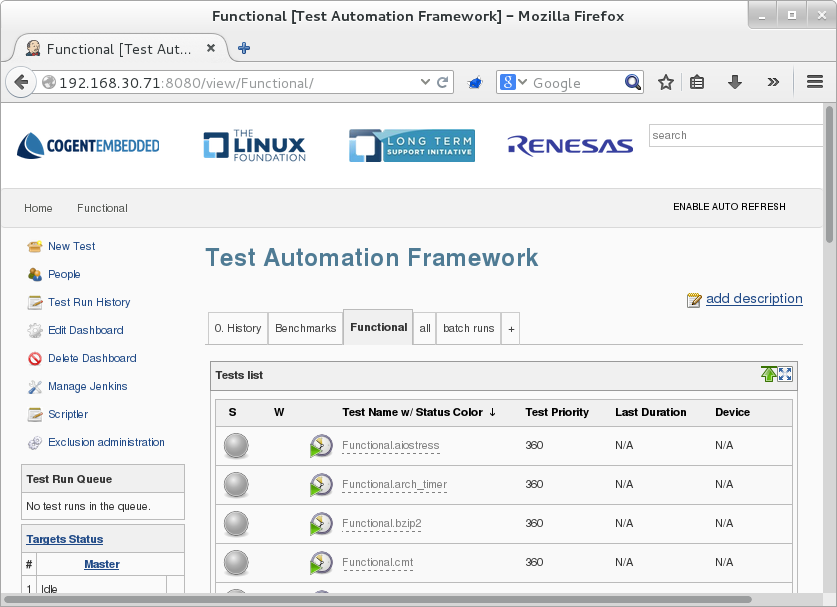 Functional [Test Automation Framework] – Mozilla Firefox
Functional [Test Aut...
192.168.30.71:8080/view/Functional/
8 Google
COGENTEMBEDDED
THE LINUX FOUNDATION
LONG TERM SUPPORT INITIATIVE
RENESAS
search
Home Functional ENABLE AUTO REFRESH
New Test
People
Test Run History
Edit Dashboard
Delete Dashboard
Manage Jenkins
Scriptler
Exclusion administration
Test Run Queue
No test runs in the queue.
Targets Status
# Master
1 Idle
Test Automation Framework
add description
0. History Benchmarks Functional all batch runs +
Tests list
S W Test Name w/ Status Color ↓ Test Priority Last Duration Device
Functional.aiostress 360 N/A N/A
Functional.arch_timer 360 N/A N/A
Functional.bzip2 360 N/A N/A
Functional.cmt 360 N/A N/A